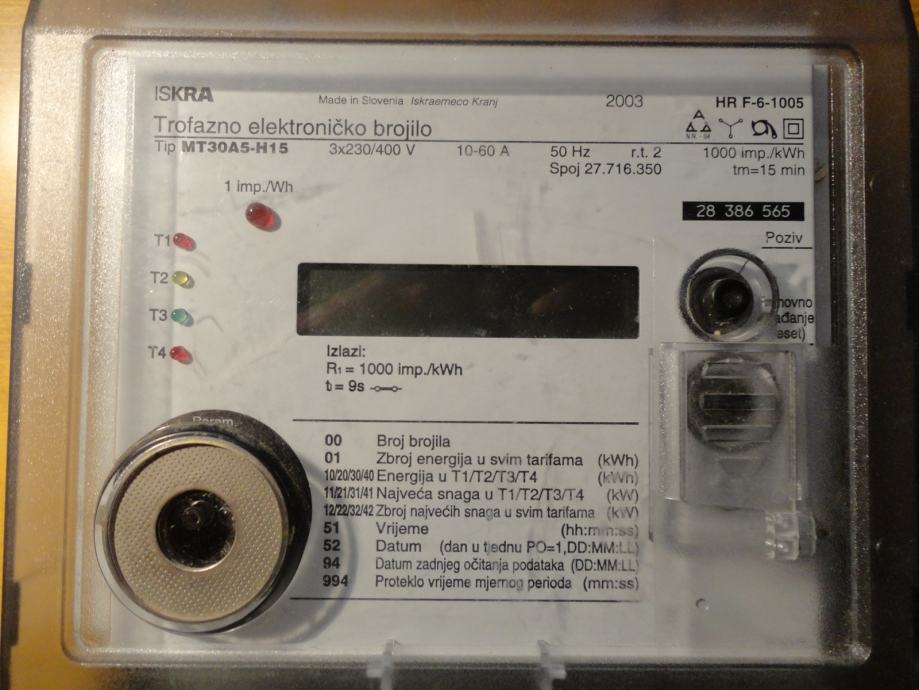 ISKRA
Made in Slovenia Iskraemeco Kranj
2003
HR F-6-1005
Trofazno elektroničko brojilo
Tip MT30A5-H15 3x230/400 V 10-60 A 50 Hz r.t. 2 1000 imp./kWh
Spoj 27.716.350 tm=15 min
1 imp./Wh
28 386 565
Poziv
T1
T2
T3
T4
Izlazi:
R1 = 1000 imp./kWh
tı = 9s
Param.
00 Broj brojila
01 Zbroj energija u svim tarifama (kWh)
10/20/30/40 Energija u T1/T2/T3/T4 (kWh)
11/21/31/41 Najveća snaga u T1/T2/T3/T4 (kW)
12/22/32/42 Zbroj najvećih snaga u svim tarifama (kW)
51 Vrijeme (hh:mm:ss)
52 Datum (dan u tjednu PO=1,DD:MM:LL)
94 Datum zadnjeg očitanja podataka (DD:MM:LL)
994 Proteklo vrijeme mjernog perioda (mm:ss)